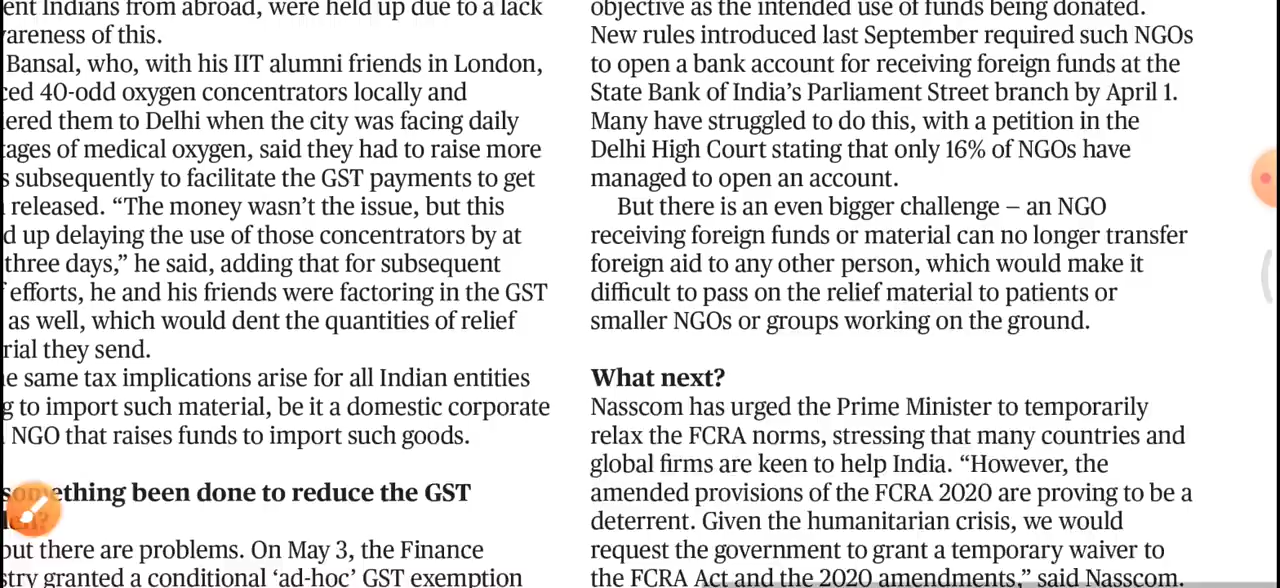 ent Indians from abroad, were held up due to a lack
areness of this.
Bansal, who, with his IIT alumni friends in London,
ced 40-odd oxygen concentrators locally and
ered them to Delhi when the city was facing daily
tages of medical oxygen, said they had to raise more
s subsequently to facilitate the GST payments to get
released. “The money wasn’t the issue, but this
d up delaying the use of those concentrators by at
three days,” he said, adding that for subsequent
efforts, he and his friends were factoring in the GST
as well, which would dent the quantities of relief
rial they send.
e same tax implications arise for all Indian entities
g to import such material, be it a domestic corporate
NGO that raises funds to import such goods.
something been done to reduce the GST
out there are problems. On May 3, the Finance
stry granted a conditional ‘ad-hoc’ GST exemption
objective as the intended use of funds being donated.
New rules introduced last September required such NGOs
to open a bank account for receiving foreign funds at the
State Bank of India’s Parliament Street branch by April 1.
Many have struggled to do this, with a petition in the
Delhi High Court stating that only 16% of NGOs have
managed to open an account.
But there is an even bigger challenge – an NGO
receiving foreign funds or material can no longer transfer
foreign aid to any other person, which would make it
difficult to pass on the relief material to patients or
smaller NGOs or groups working on the ground.
What next?
Nasscom has urged the Prime Minister to temporarily
relax the FCRA norms, stressing that many countries and
global firms are keen to help India. “However, the
amended provisions of the FCRA 2020 are proving to be a
deterrent. Given the humanitarian crisis, we would
request the government to grant a temporary waiver to
the FCRA Act and the 2020 amendments,” said Nasscom.